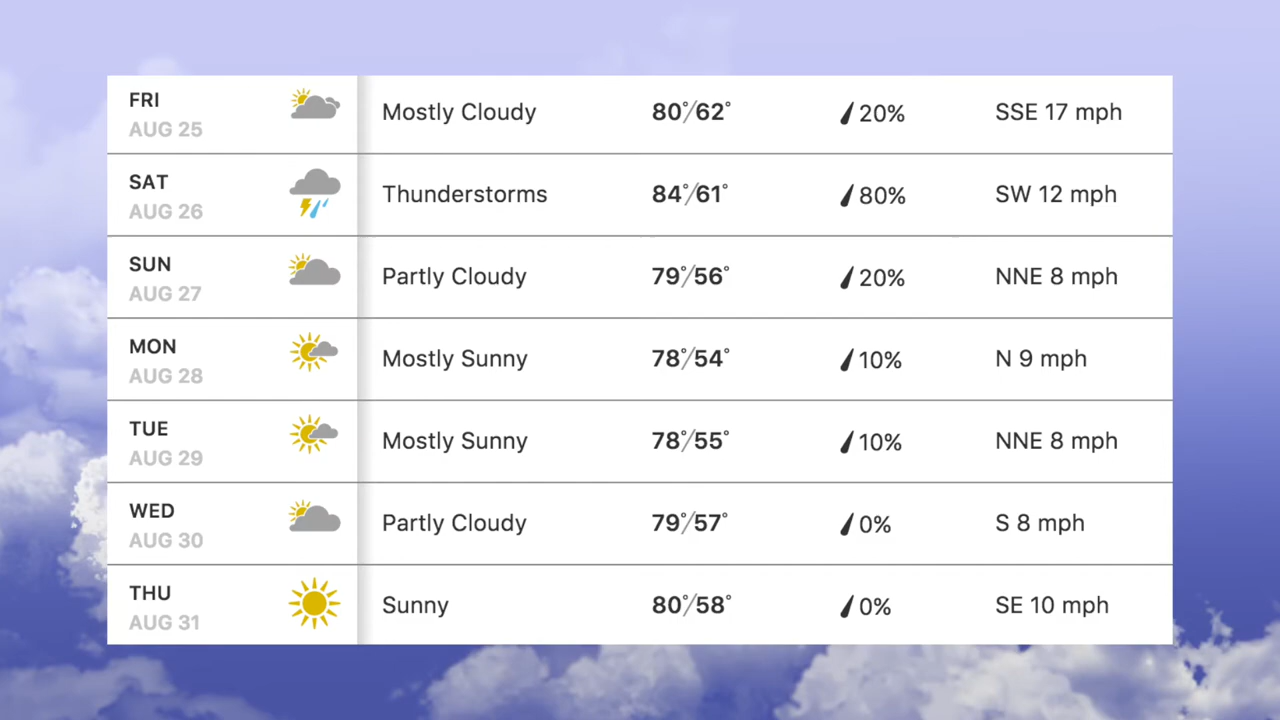 FRI
AUG 25
Mostly Cloudy 80°/62° 20% SSE 17 mph
SAT
AUG 26
Thunderstorms 84°/61° 80% SW 12 mph
SUN
AUG 27
Partly Cloudy 79°/56° 20% NNE 8 mph
MON
AUG 28
Mostly Sunny 78°/54° 10% N 9 mph
TUE
AUG 29
Mostly Sunny 78°/55° 10% NNE 8 mph
WED
AUG 30
Partly Cloudy 79°/57° 0% S 8 mph
THU
AUG 31
Sunny 80°/58° 0% SE 10 mph